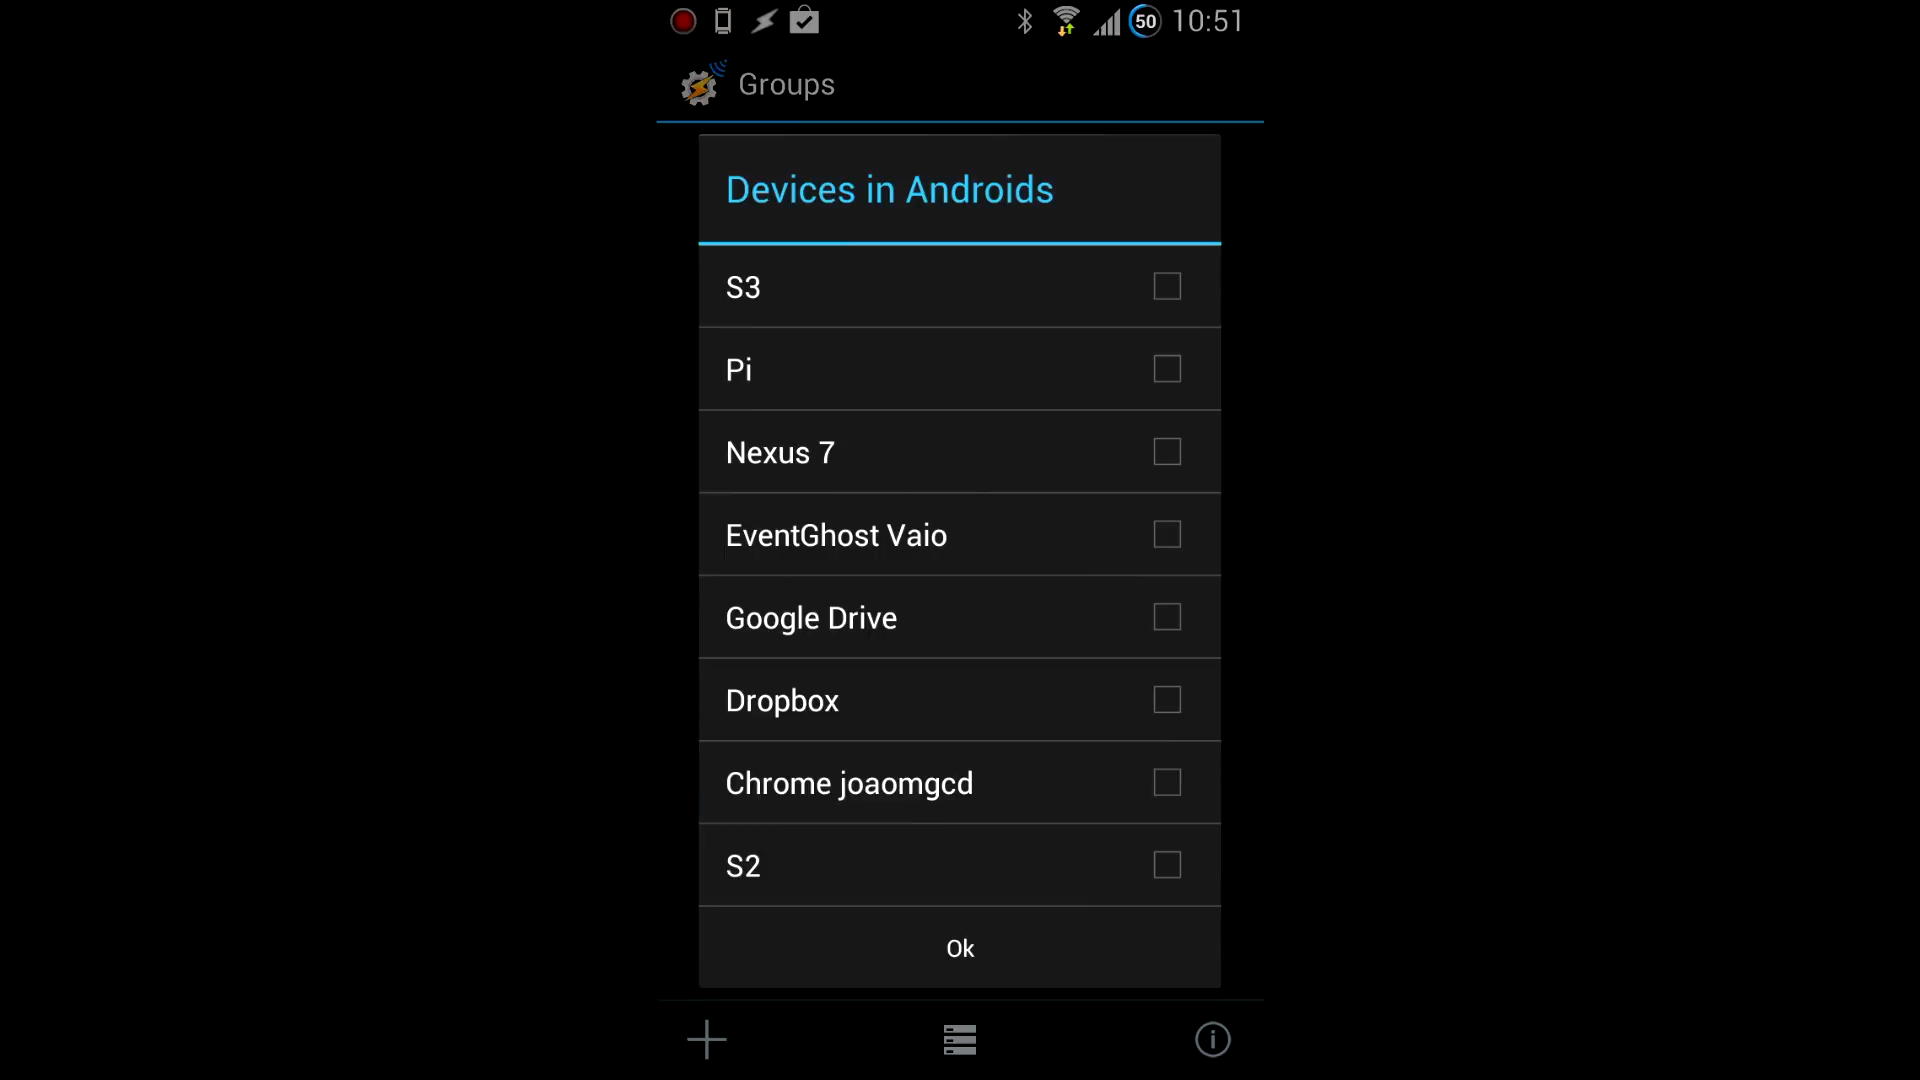 50 10:51
Groups
Devices in Androids
S3
Pi
Nexus 7
EventGhost Vaio
Google Drive
Dropbox
Chrome joaomgcd
S2
Ok